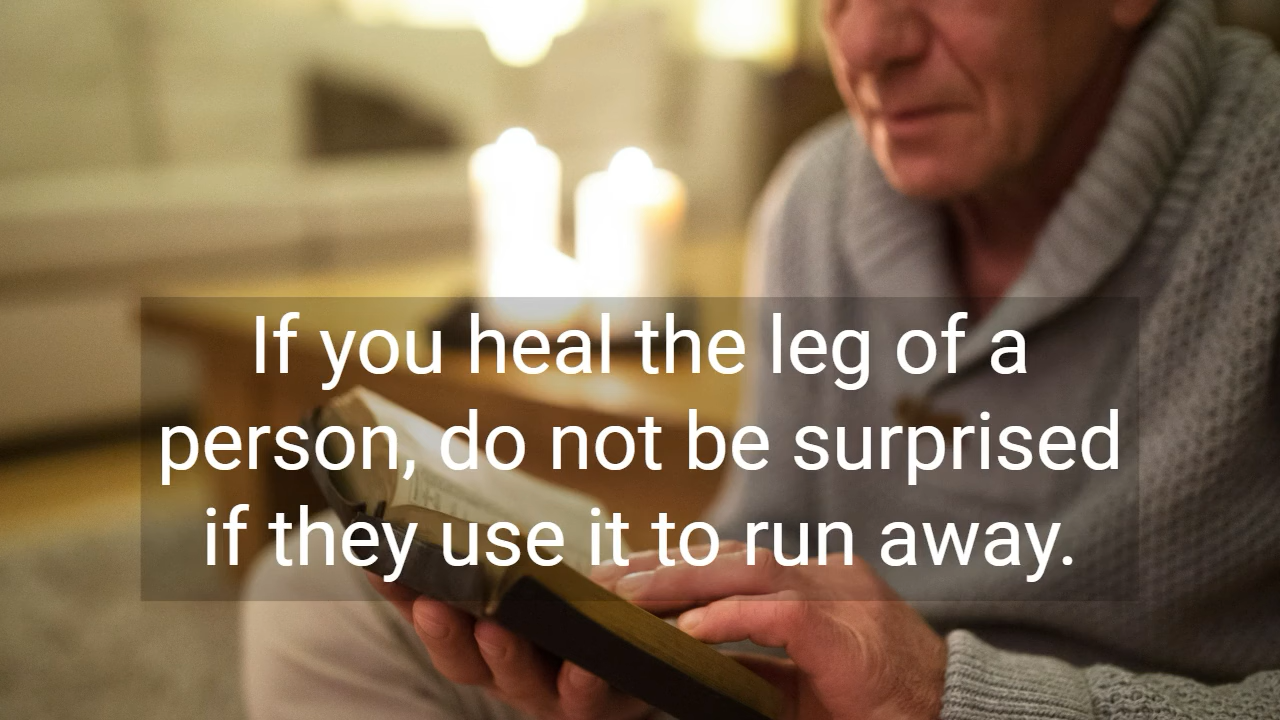 If you heal the leg of a
person, do not be surprised
if they use it to run away.